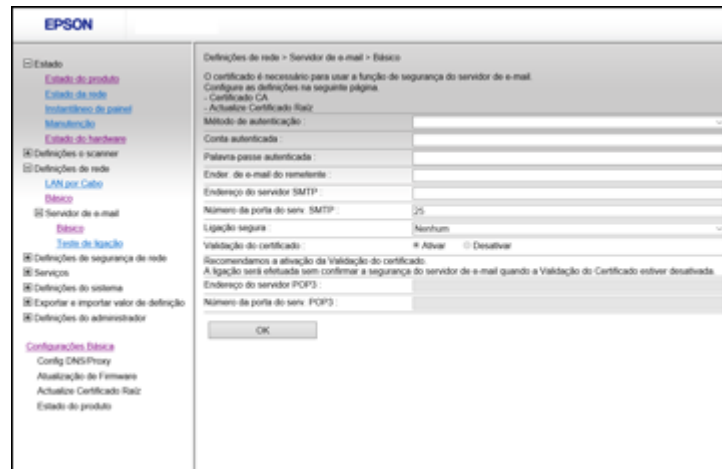 EPSON
Estado
Estado do produto
Estado da rede
Instantâneo de painel
Manutenção
Estado do hardware
Definições o scanner
Definições de rede
LAN por Cabo
Básico
Servidor de e-mail
Básico
Teste de ligação
Definições de segurança de rede
Serviços
Definições do sistema
Exportar e importar valor de definição
Definições do administrador
Configurações Básica
Config DNS/Proxy
Atualização de Firmware
Actualize Certificado Raíz
Estado do produto
Definições de rede > Servidor de e-mail > Básico
O certificado é necessário para usar a função de segurança do servidor de e-mail.
Configure as definições na seguinte página.
- Certificado CA
- Actualize Certificado Raíz
Método de autenticação :
Conta autenticada :
Palavra-passe autenticada :
Ender. de e-mail do remetente :
Endereço do servidor SMTP :
Número da porta do serv. SMTP : 25
Ligação segura : Nenhum
Validação do certificado : Ativar Desativar
Recomendamos a ativação da Validação do certificado.
A ligação será efetuada sem confirmar a segurança do servidor de e-mail quando a Validação do Certificado estiver desativada.
Endereço do servidor POP3 :
Número da porta do serv. POP3 :
OK